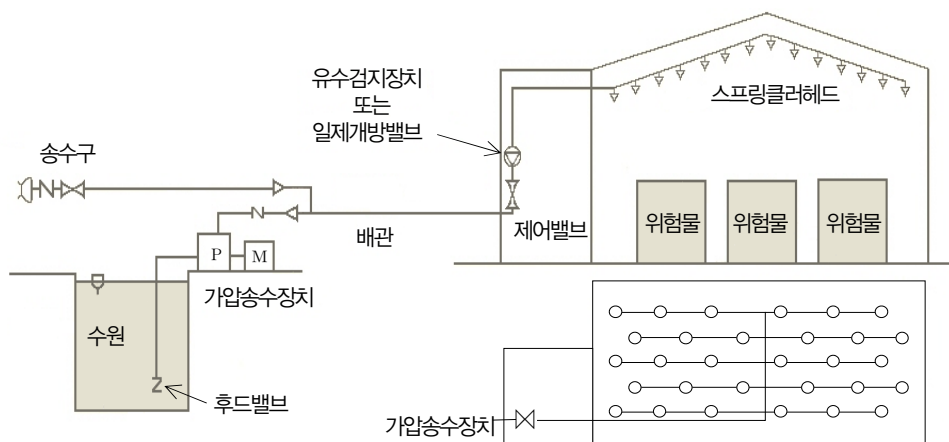 유수검지장치
또는
일제개방밸브
스프링클러헤드
송수구
배관
제어밸브
위험물
위험물
위험물
P
M
가압송수장치
수원
후드밸브
가압송수장치